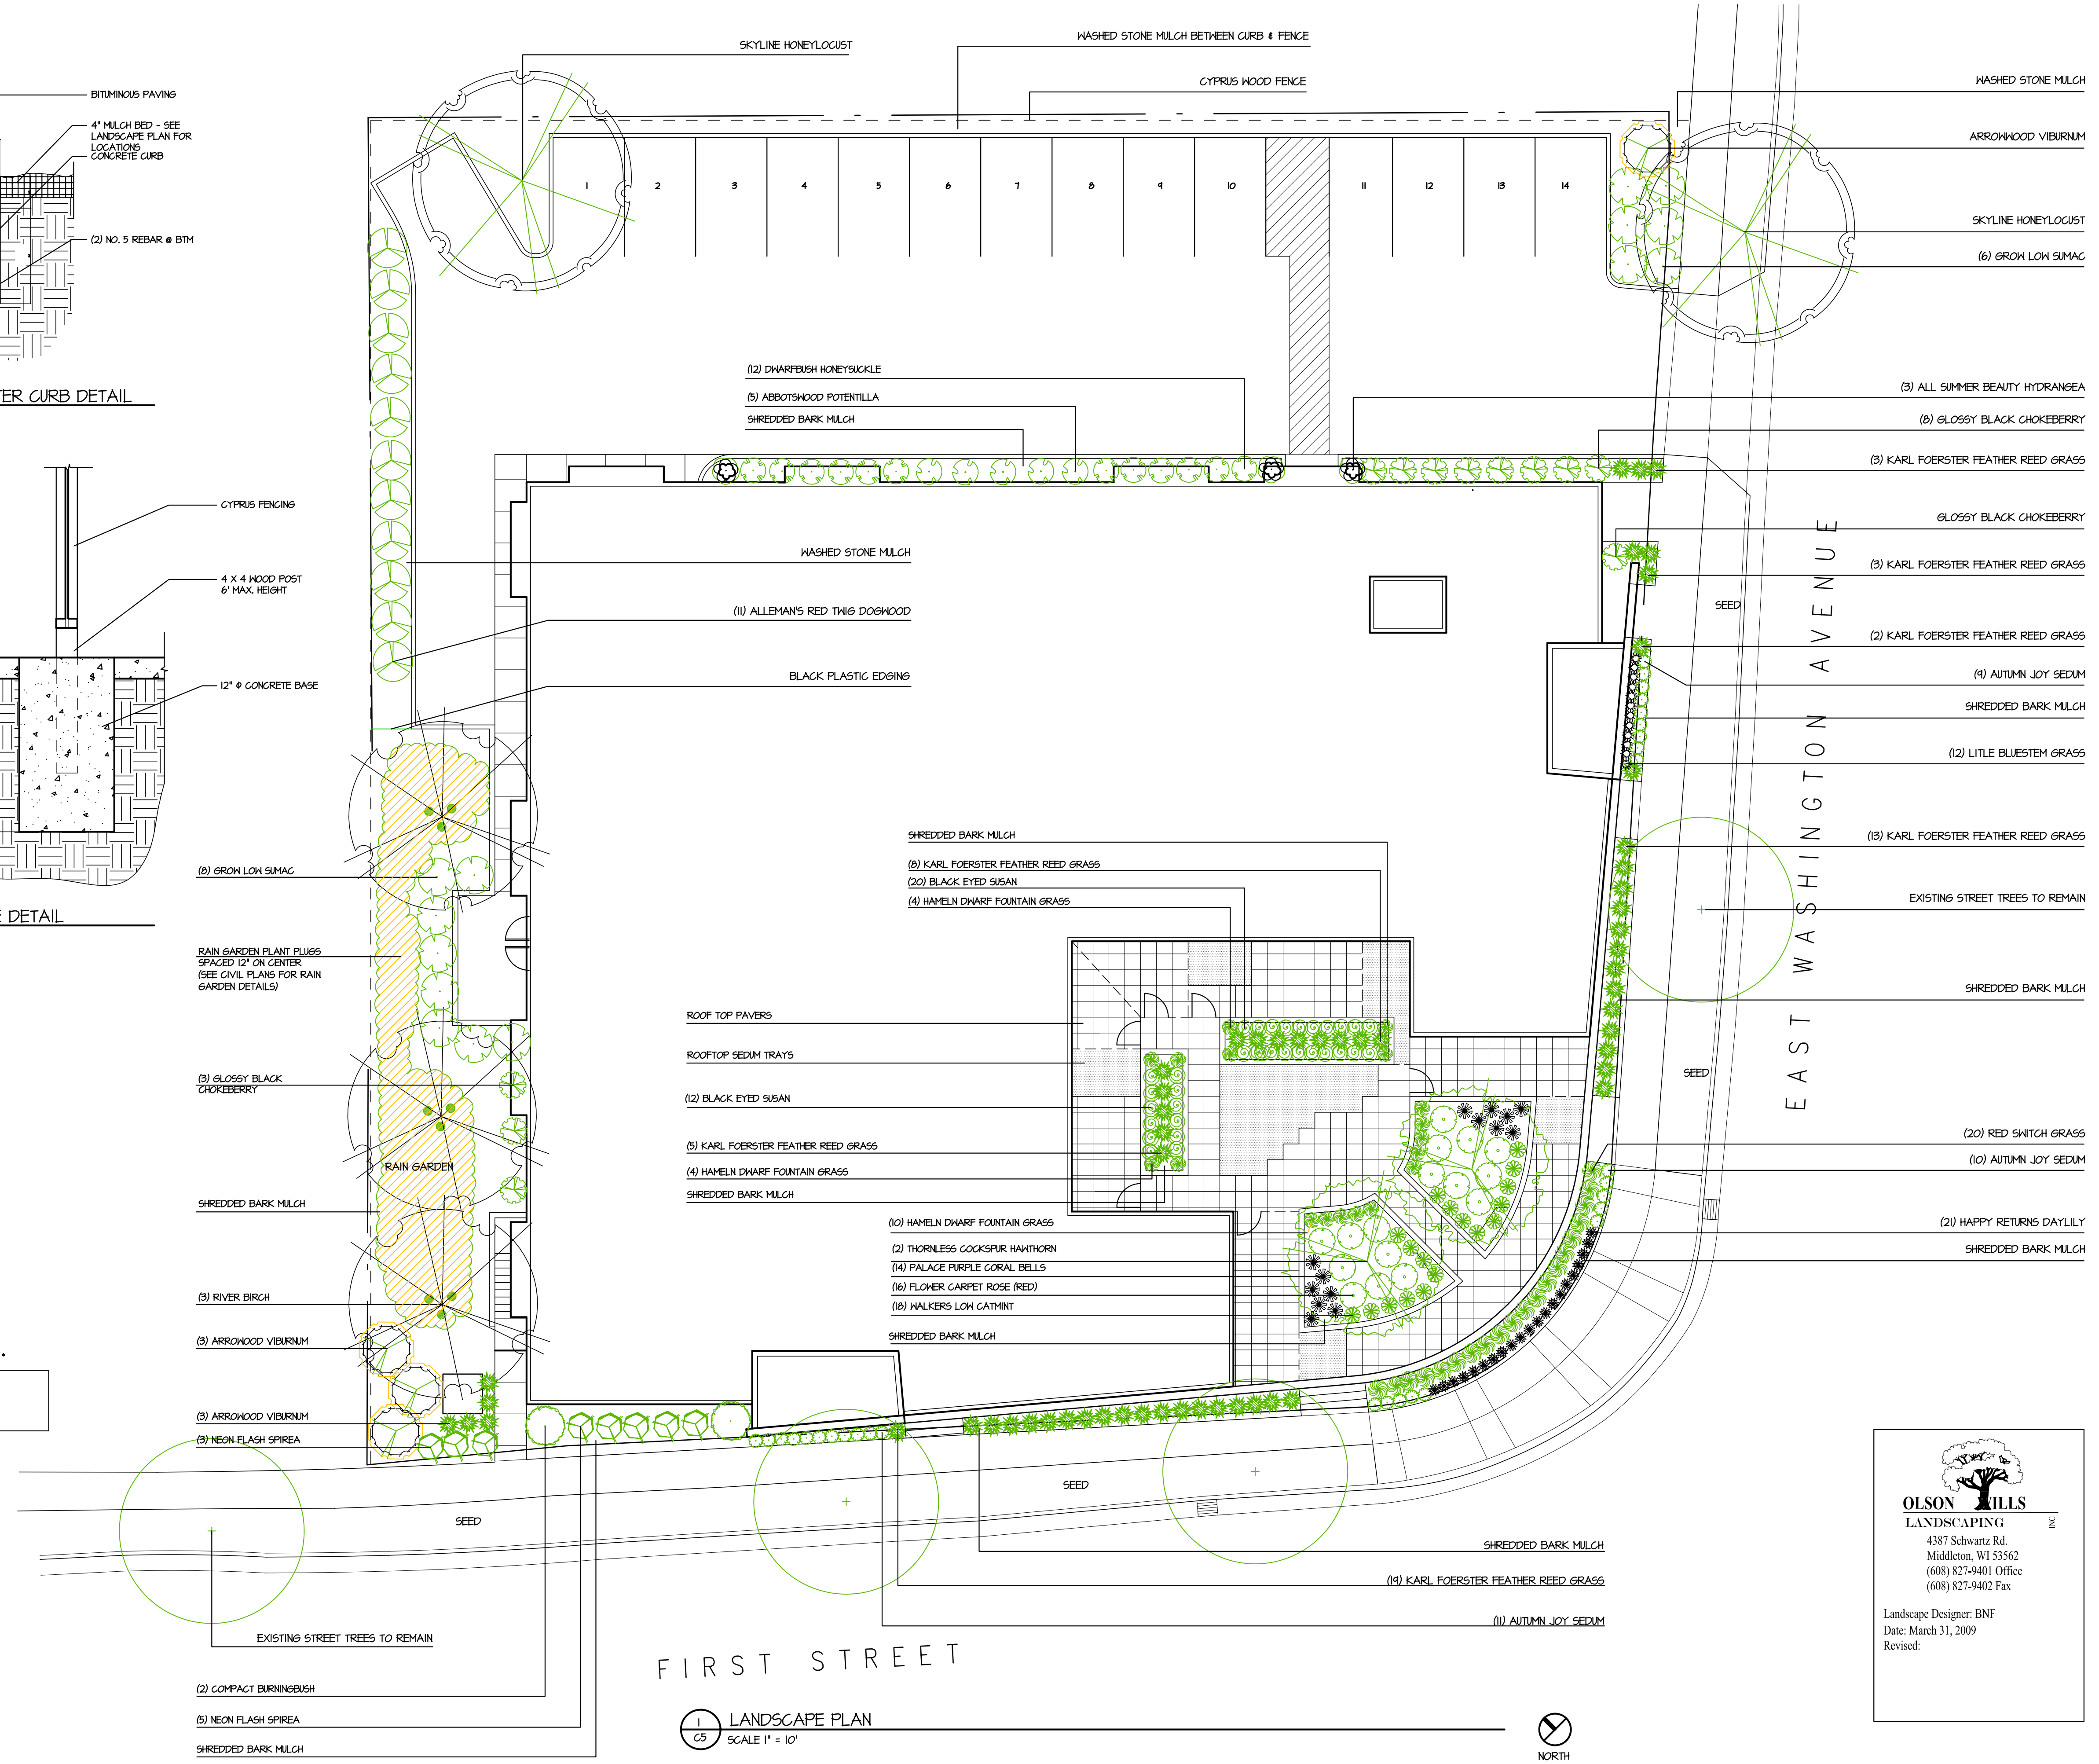 SKYLINE HONEYLOCUST
WASHED STONE MULCH BETWEEN CURB & FENCE
CYPRUS WOOD FENCE
BITUMINOUS PAVING
4" MULCH BED - SEE
LANDSCAPE PLAN FOR
LOCATIONS
CONCRETE CURB
(2) NO. 5 REBAR @ BTM
TER CURB DETAIL
CYPRUS FENCING
4 X 4 WOOD POST
6' MAX. HEIGHT
12" Φ CONCRETE BASE
E DETAIL
1
2
3
4
5
6
7
8
9
10
11
12
13
14
WASHED STONE MULCH
ARROWWOOD VIBURNUM
SKYLINE HONEYLOCUST
(6) GROW LOW SUMAC
(12) DWARFBUSH HONEYSUCKLE
(5) ABBOTSWOOD POTENTILLA
SHREDDED BARK MULCH
(3) ALL SUMMER BEAUTY HYDRANGEA
(8) GLOSSY BLACK CHOKEBERRY
(3) KARL FOERSTER FEATHER REED GRASS
GLOSSY BLACK CHOKEBERRY
(3) KARL FOERSTER FEATHER REED GRASS
(2) KARL FOERSTER FEATHER REED GRASS
(9) AUTUMN JOY SEDUM
SHREDDED BARK MULCH
(12) LITLE BLUESTEM GRASS
(13) KARL FOERSTER FEATHER REED GRASS
EXISTING STREET TREES TO REMAIN
SHREDDED BARK MULCH
(20) RED SWITCH GRASS
(10) AUTUMN JOY SEDUM
(21) HAPPY RETURNS DAYLILY
SHREDDED BARK MULCH
SEED
SEED
EAST WASHINGTON AVENUE
WASHED STONE MULCH
(11) ALLEMAN'S RED TWIG DOGWOOD
BLACK PLASTIC EDGING
SHREDDED BARK MULCH
(8) KARL FOERSTER FEATHER REED GRASS
(20) BLACK EYED SUSAN
(4) HAMELN DWARF FOUNTAIN GRASS
ROOF TOP PAVERS
ROOFTOP SEDUM TRAYS
(12) BLACK EYED SUSAN
(5) KARL FOERSTER FEATHER REED GRASS
(4) HAMELN DWARF FOUNTAIN GRASS
SHREDDED BARK MULCH
(10) HAMELN DWARF FOUNTAIN GRASS
(2) THORNLESS COCKSPUR HAWTHORN
(14) PALACE PURPLE CORAL BELLS
(16) FLOWER CARPET ROSE (RED)
(18) WALKERS LOW CATMINT
SHREDDED BARK MULCH
(8) GROW LOW SUMAC
RAIN GARDEN PLANT PLUGS
SPACED 12" ON CENTER
(SEE CIVIL PLANS FOR RAIN
GARDEN DETAILS)
(3) GLOSSY BLACK
CHOKEBERRY
RAIN GARDEN
SHREDDED BARK MULCH
(3) RIVER BIRCH
(3) ARROWOOD VIBURNUM
(3) ARROWOOD VIBURNUM
(3) NEON FLASH SPIREA
SEED
SEED
EXISTING STREET TREES TO REMAIN
(2) COMPACT BURNINGBUSH
(5) NEON FLASH SPIREA
SHREDDED BARK MULCH
SHREDDED BARK MULCH
(19) KARL FOERSTER FEATHER REED GRASS
(11) AUTUMN JOY SEDUM
FIRST STREET
1
C5
LANDSCAPE PLAN
SCALE 1" = 10'
NORTH
OLSON WILLS
LANDSCAPING INC
4387 Schwartz Rd.
Middleton, WI 53562
(608) 827-9401 Office
(608) 827-9402 Fax
Landscape Designer: BNF
Date: March 31, 2009
Revised: